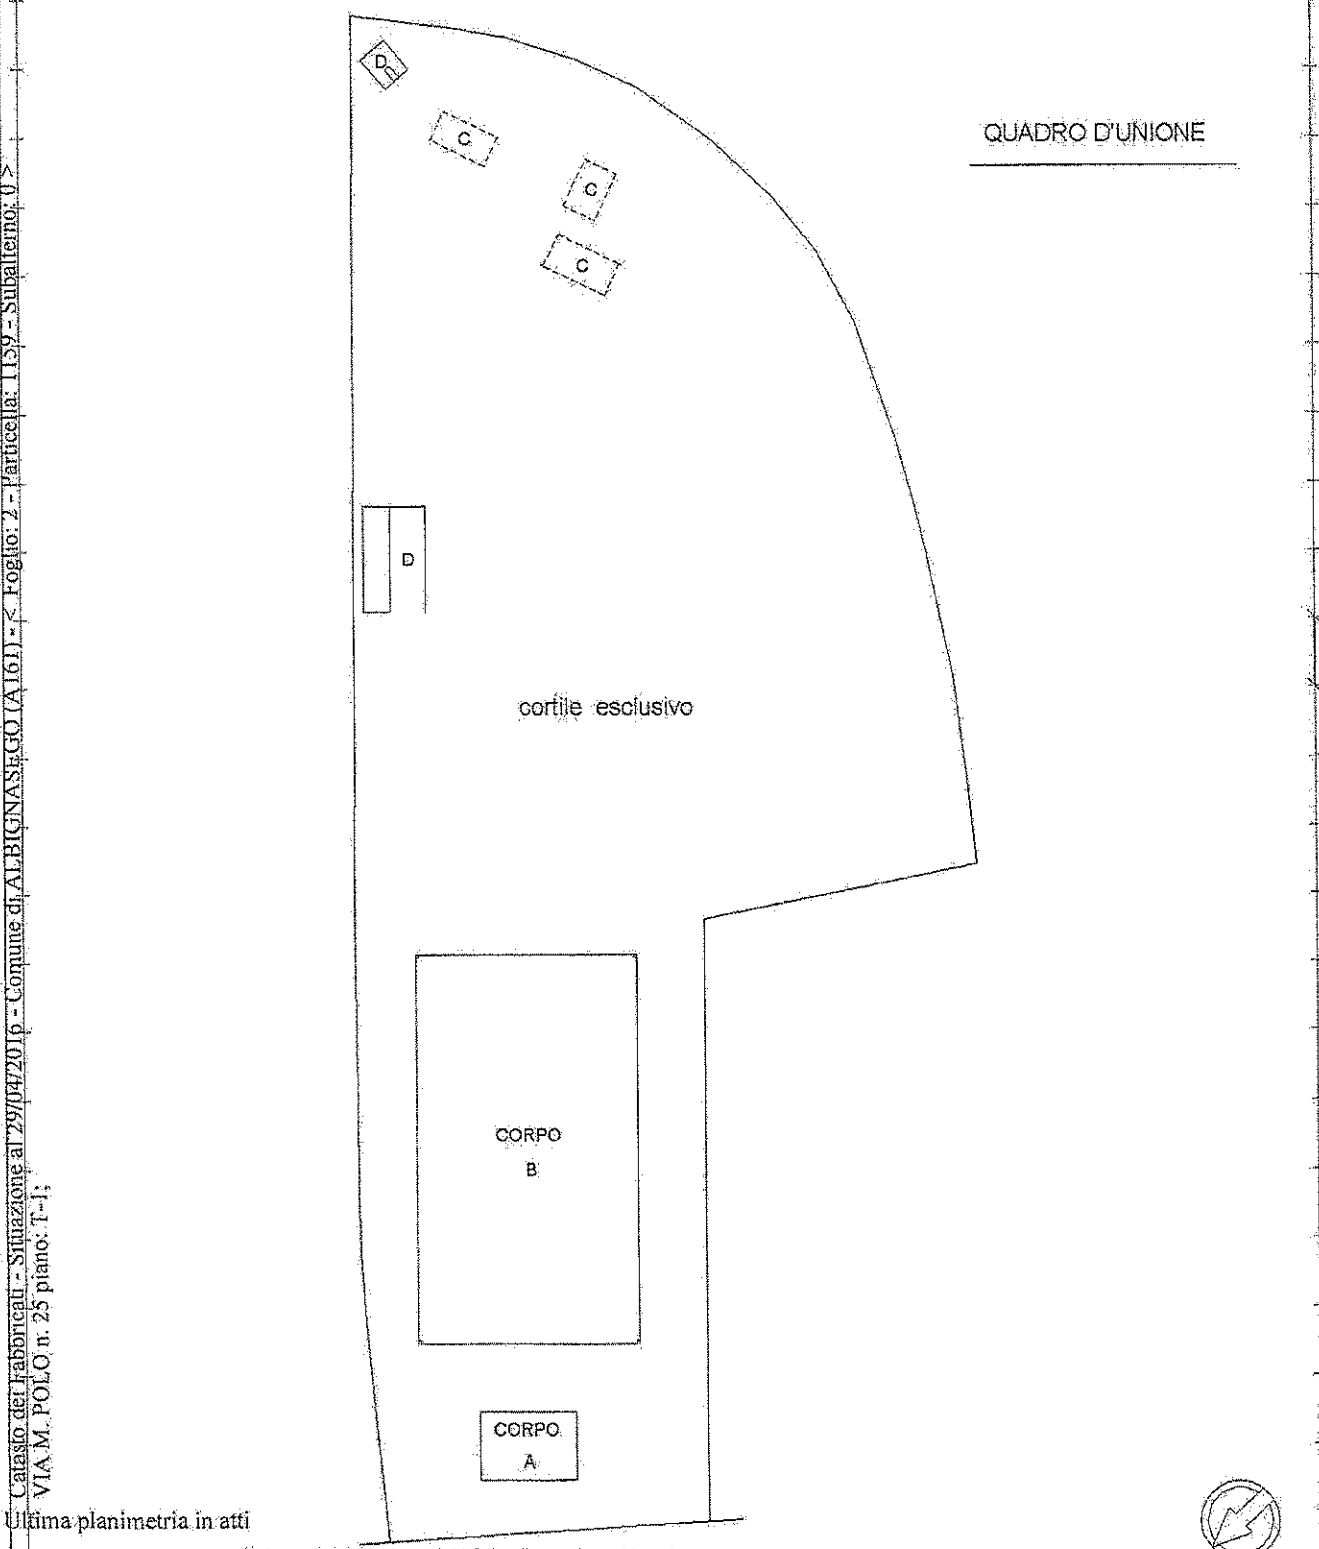 QUADRO D'UNIONE
D
C
C
C
D
cortile esclusivo
CORPO
B
CORPO
A
Catasto dei Fabbricati - Situazione al 29/04/2016 - Comune di ALBIGNASEGO (A161) - < Foglio: 2 - Particella: 1159 - Subalterno: 0 >
VIA M. POLO n. 25 piano: T-1;
Ultima planimetria in atti